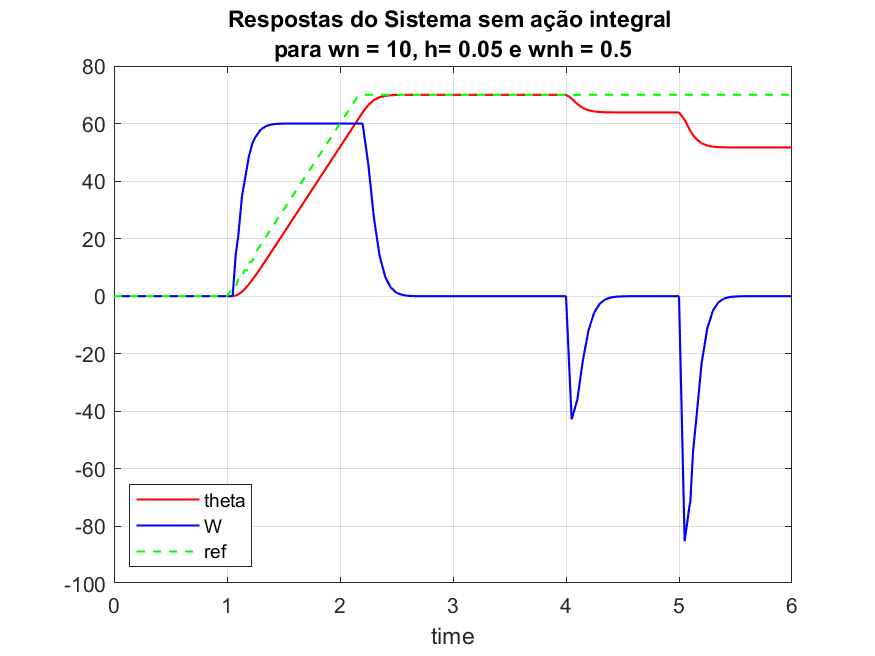 Respostas do Sistema sem ação integral
para wn = 10, h= 0.05 e wnh = 0.5
80
60
40
20
0
-20
-40
-60
-80
-100
theta
W
ref
0 1 2 3 4 5 6
time